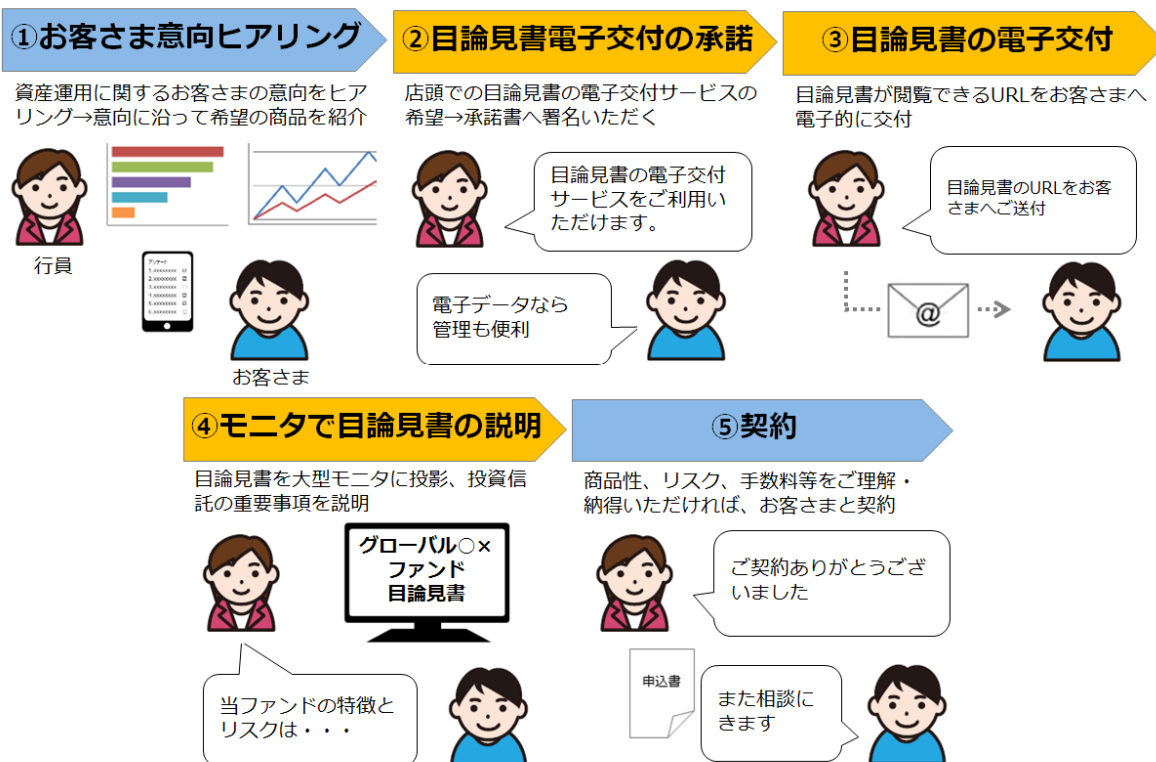 ①お客さま意向ヒアリング
資産運用に関するお客さまの意向をヒア
リング→意向に沿って希望の商品を紹介
行員
アンケート
お客さま
②目論見書電子交付の承諾
店頭での目論見書の電子交付サービスの
希望→承諾書へ署名いただく
目論見書の電子交付
サービスをご利用い
ただけます。
電子データなら
管理も便利
③目論見書の電子交付
目論見書が閲覧できるURLをお客さまへ
電子的に交付
目論見書のURLをお客
さまへご送付
@
④モニタで目論見書の説明
目論見書を大型モニタに投影、投資信
託の重要事項を説明
グローバル○×
ファンド
目論見書
当ファンドの特徴と
リスクは・・・
⑤契約
商品性、リスク、手数料等をご理解・
納得いただければ、お客さまと契約
ご契約ありがとうござ
いました
申込書
また相談に
きます